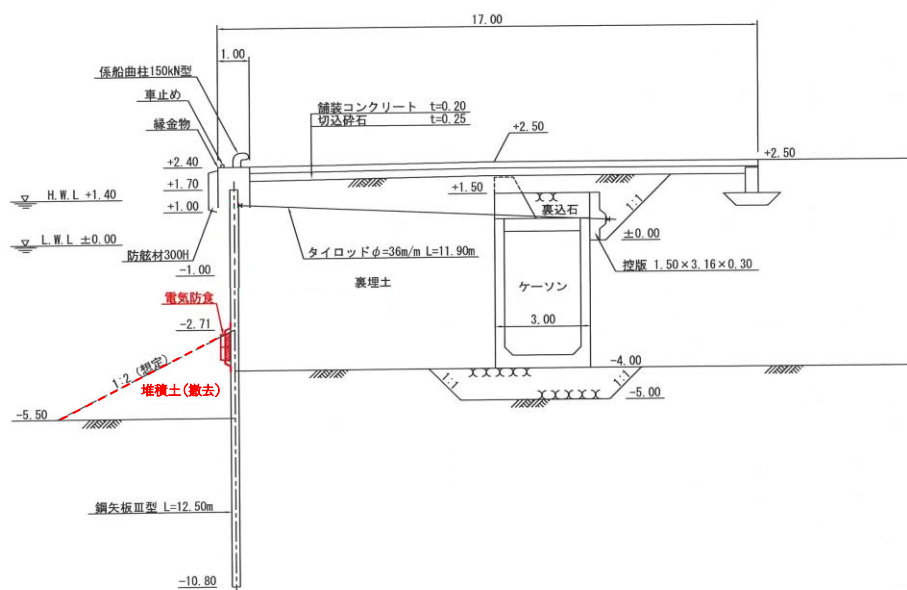 17.00
1.00
係船曲柱150kN型
車止め
縁金物
舗装コンクリート t=0.20
切込砕石 t=0.25
+2.50
+2.50
+2.40
+1.70
+1.50
H.W.L +1.40
+1.00
裏込石
1:1
±0.00
L.W.L ±0.00
防舷材300H
タイロッドφ=36m/m L=11.90m
控版 1.50×3.16×0.30
-1.00
裏埋土
ケーソン
電気防食
-2.71
3.00
1:2 (想定)
堆積土(撤去)
-4.00
1:1
1:1
-5.00
-5.50
鋼矢板Ⅲ型 L=12.50m
-10.80